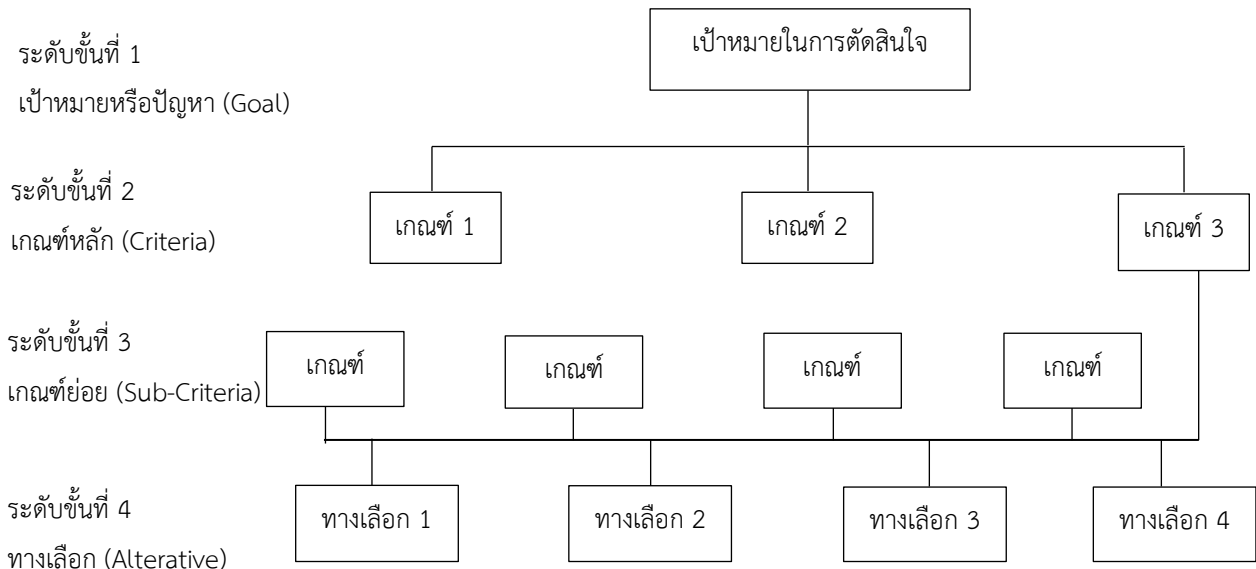 ระดับขั้นที่ 1
เป้าหมายหรือปัญหา (Goal)
เป้าหมายในการตัดสินใจ
ระดับขั้นที่ 2
เกณฑ์หลัก (Criteria)
เกณฑ์ 1
เกณฑ์ 2
เกณฑ์ 3
ระดับขั้นที่ 3
เกณฑ์ย่อย (Sub-Criteria)
เกณฑ์
เกณฑ์
เกณฑ์
เกณฑ์
ระดับขั้นที่ 4
ทางเลือก (Alterative)
ทางเลือก 1
ทางเลือก 2
ทางเลือก 3
ทางเลือก 4